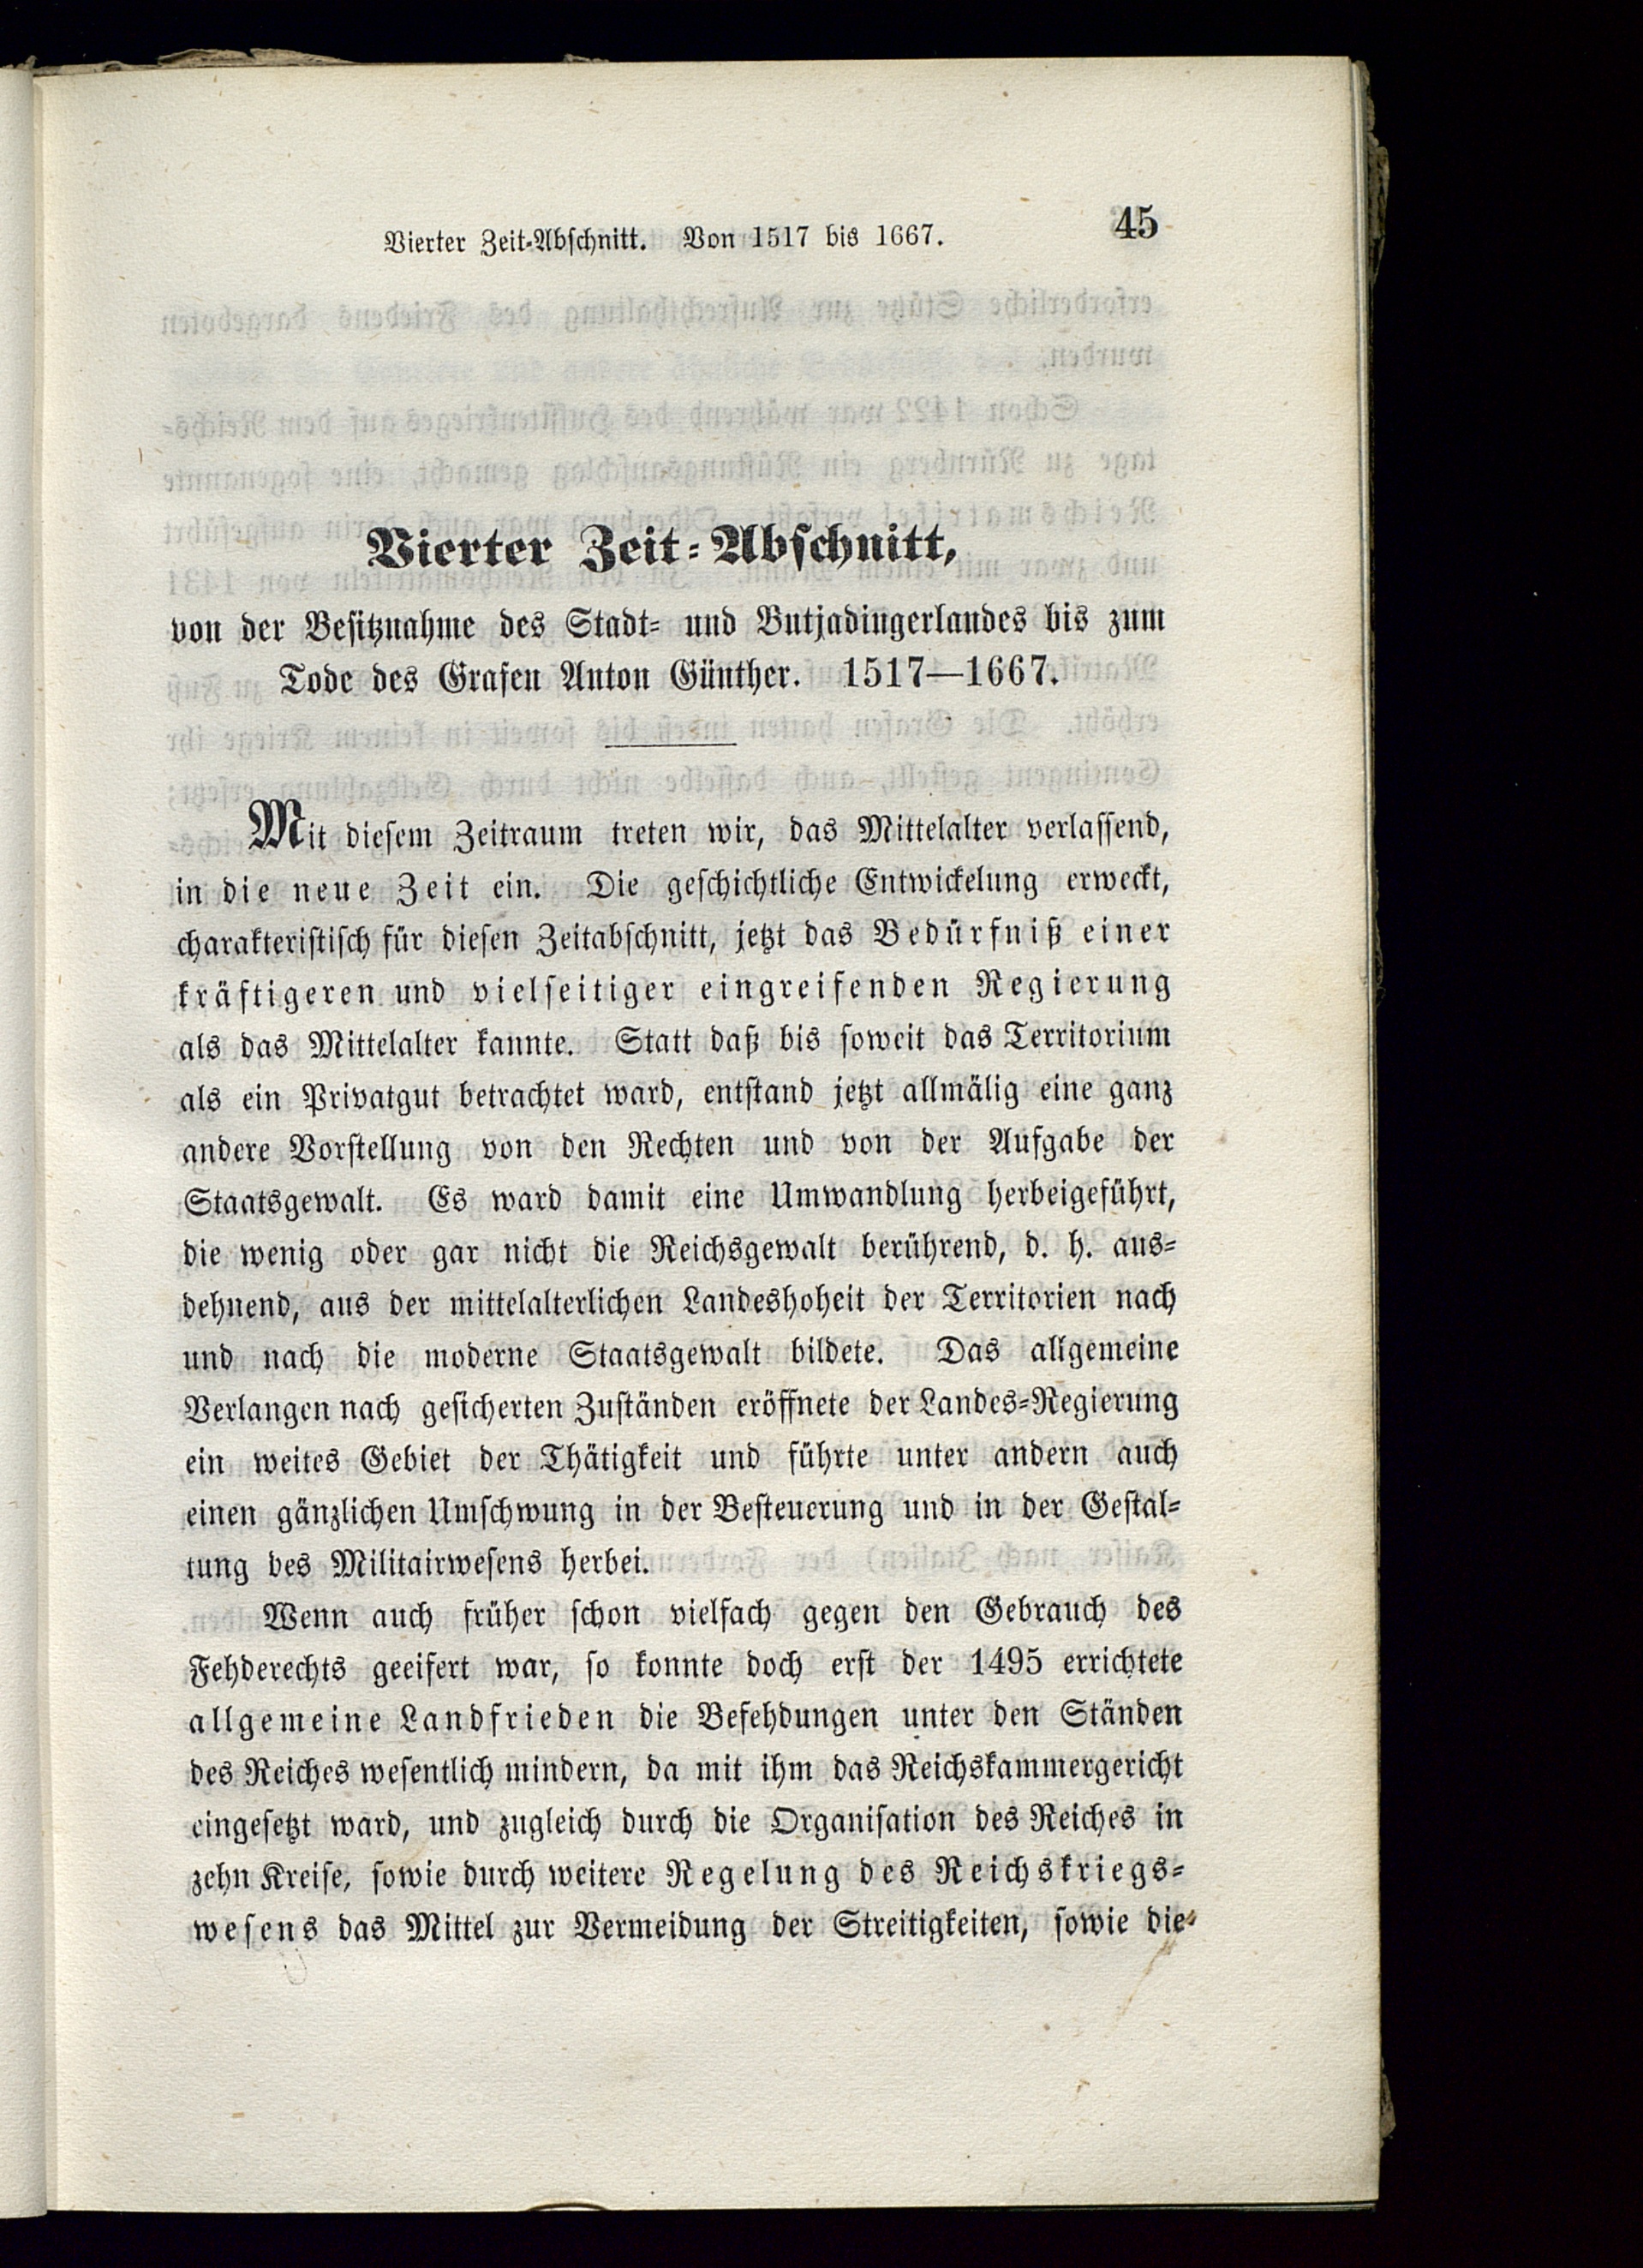 Vierter Zeit-Abschnitt. Von 1517 bis 1667. 45
Vierter Zeit-Abschnitt,
von der Besitznahme des Stadt- und Butjadingerlandes bis zum
Tode des Grafen Anton Günther. 1517—1667.
Mit diesem Zeitraum treten wir, das Mittelalter verlassend,
in die neue Zeit ein. Die geschichtliche Entwickelung erweckt,
charakteristisch für diesen Zeitabschnitt, jetzt das Bedürfniß einer
kräftigeren und vielseitiger eingreifenden Regierung
als das Mittelalter kannte. Statt daß bis soweit das Territorium
als ein Privatgut betrachtet ward, entstand jetzt allmälig eine ganz
andere Vorstellung von den Rechten und von der Aufgabe der
Staatsgewalt. Es ward damit eine Umwandlung herbeigeführt,
die wenig oder gar nicht die Reichsgewalt berührend, d. h. aus-
dehnend, aus der mittelalterlichen Landeshoheit der Territorien nach
und nach die moderne Staatsgewalt bildete. Das allgemeine
Verlangen nach gesicherten Zuständen eröffnete der Landes-Regierung
ein weites Gebiet der Thätigkeit und führte unter andern auch
einen gänzlichen Umschwung in der Besteuerung und in der Gestal-
tung des Militairwesens herbei.
Wenn auch früher schon vielfach gegen den Gebrauch des
Fehderechts geeifert war, so konnte doch erst der 1495 errichtete
allgemeine Landfrieden die Befehdungen unter den Ständen
des Reiches wesentlich mindern, da mit ihm das Reichskammergericht
eingesetzt ward, und zugleich durch die Organisation des Reiches in
zehn Kreise, sowie durch weitere Regelung des Reichskriegs-
wesens das Mittel zur Vermeidung der Streitigkeiten, sowie die